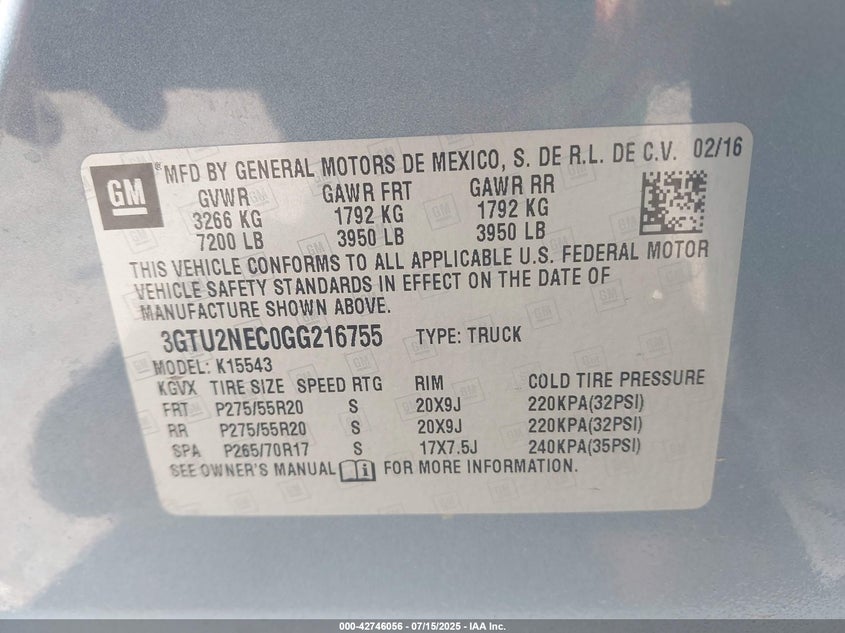 GM ® MFD BY GENERAL MOTORS DE MEXICO, S. DE R.L. DE C.V. 02/16
GVWR GAWR FRT GAWR RR
3266 KG 1792 KG 1792 KG
7200 LB 3950 LB 3950 LB
THIS VEHICLE CONFORMS TO ALL APPLICABLE U.S. FEDERAL MOTOR
VEHICLE SAFETY STANDARDS IN EFFECT ON THE DATE OF
MANUFACTURE SHOWN ABOVE.
3GTU2NEC0GG216755 TYPE: TRUCK
MODEL: K15543
KGVX TIRE SIZE SPEED RTG RIM COLD TIRE PRESSURE
FRT P275/55R20 S 20X9J 220KPA(32PSI)
RR P275/55R20 S 20X9J 220KPA(32PSI)
SPA P265/70R17 S 17X7.5J 240KPA(35PSI)
SEE OWNER'S MANUAL i FOR MORE INFORMATION.
000-42746056 - 07/15/2025 - IAA Inc.